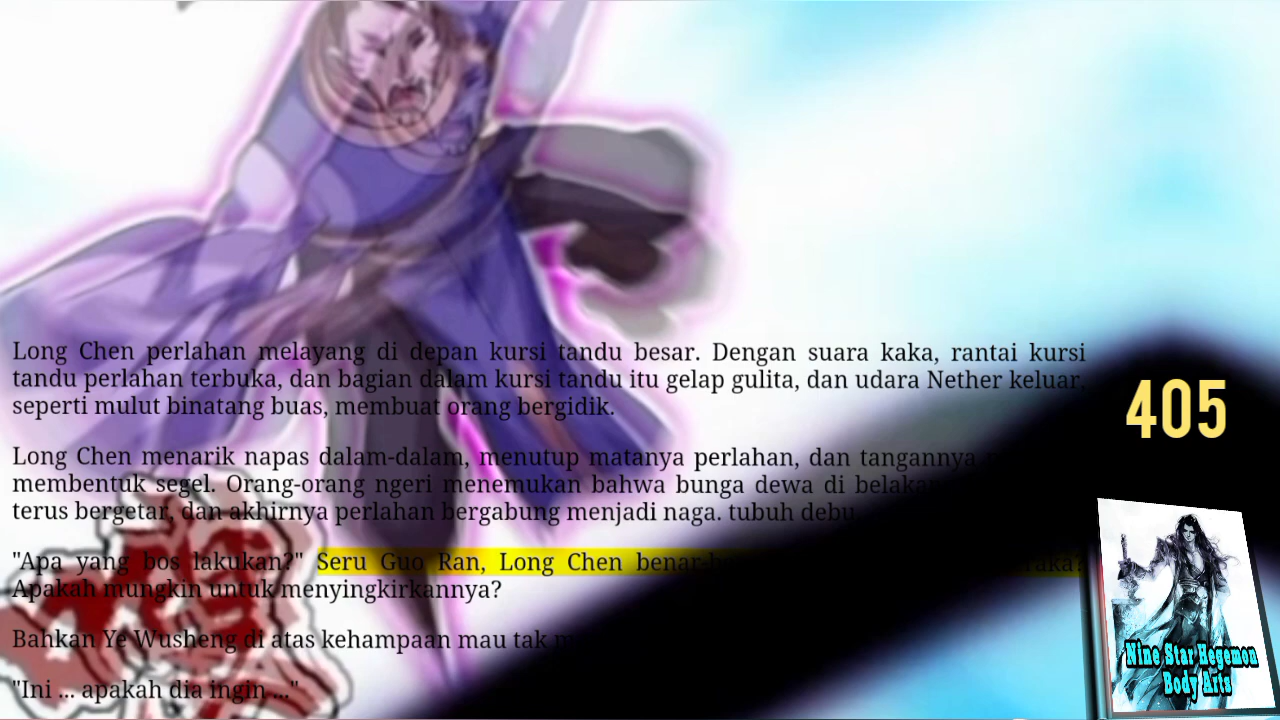 Long Chen perlahan melayang di depan kursi tandu besar. Dengan suara kaka, rantai kursi
tandu perlahan terbuka, dan bagian dalam kursi tandu itu gelap gulita, dan udara Nether keluar,
seperti mulut binatang buas, membuat orang bergidik.
Long Chen menarik napas dalam-dalam, menutup matanya perlahan, dan tangannya
membentuk segel. Orang-orang ngeri menemukan bahwa bunga dewa di belakang
terus bergetar, dan akhirnya perlahan bergabung menjadi naga. tubuh debu.
"Apa yang bos lakukan?" Seru Guo Ran, Long Chen
Apakah mungkin untuk menyingkirkannya?
Bahkan Ye Wusheng di atas kehampaan mau tak
"Ini ... apakah dia ingin ..."
405
Nine Star Hegemon
Body Arts